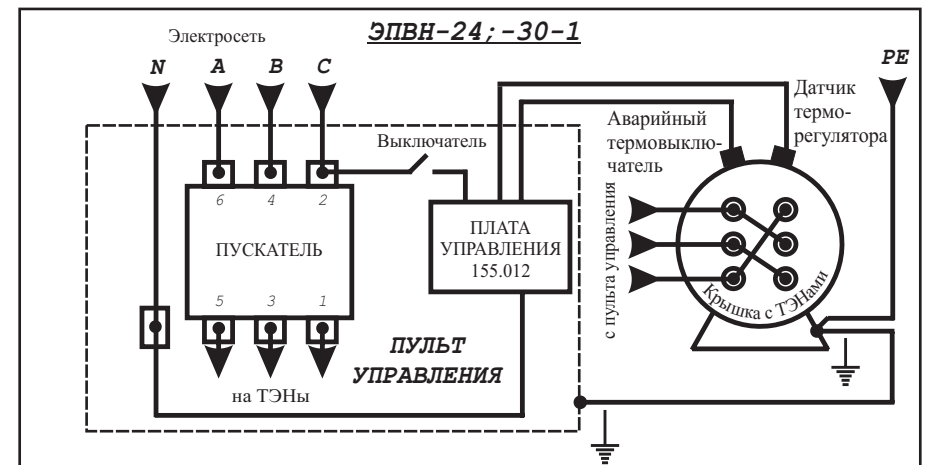 ЭПВН-24;-30-1
Электросеть
N
A
B
C
PE
Датчик
термо-
регулятора
Аварийный
термовыклю-
чатель
Выключатель
6
4
2
ПУСКАТЕЛЬ
5
3
1
ПЛАТА
УПРАВЛЕНИЯ
155.012
с пульта управления
Крышка с ТЭНами
ПУЛЬТ
УПРАВЛЕНИЯ
на ТЭНы